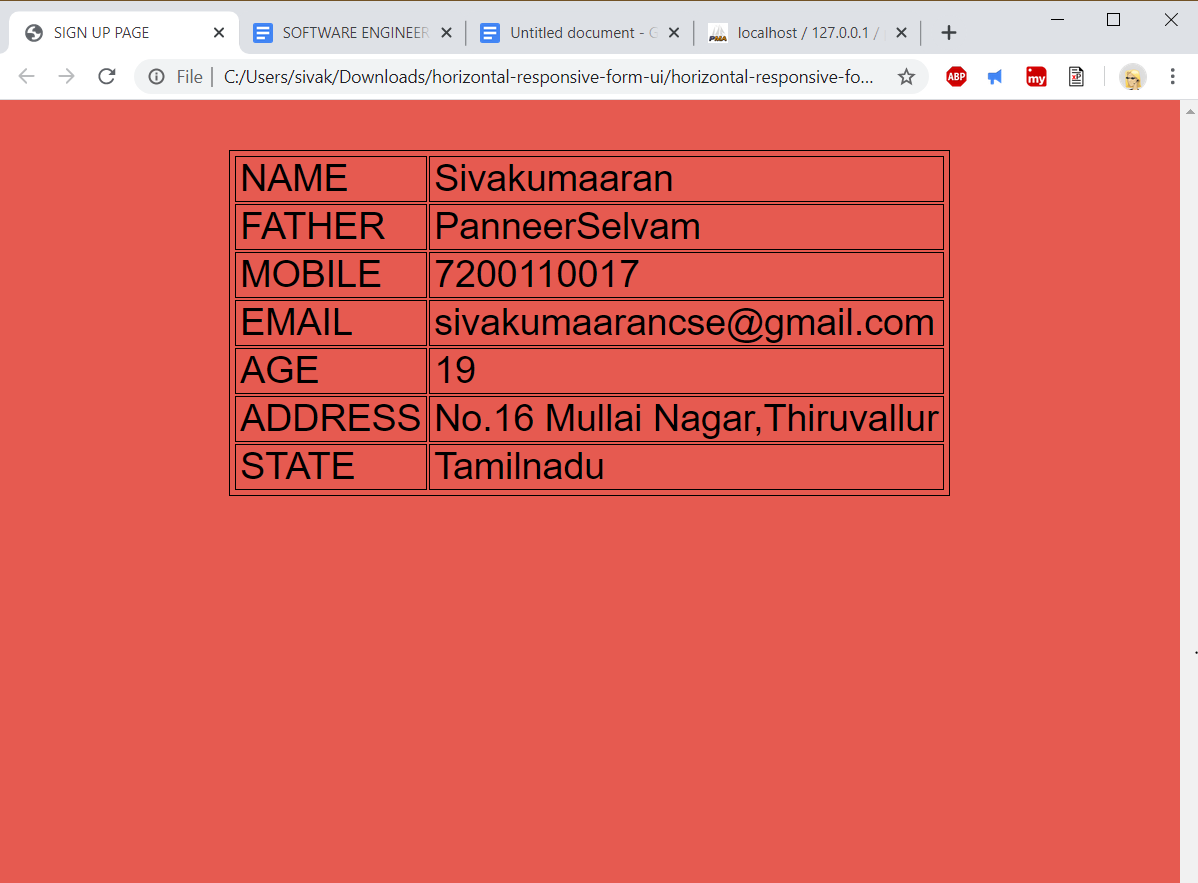 SIGN UP PAGE
SOFTWARE ENGINEER
Untitled document - G
localhost / 127.0.0.1 /
File
C:/Users/sivak/Downloads/horizontal-responsive-form-ui/horizontal-responsive-fo...
ABP
my
NAME Sivakumaaran
FATHER PanneerSelvam
MOBILE 7200110017
EMAIL sivakumaarancse@gmail.com
AGE 19
ADDRESS No.16 Mullai Nagar,Thiruvallur
STATE Tamilnadu